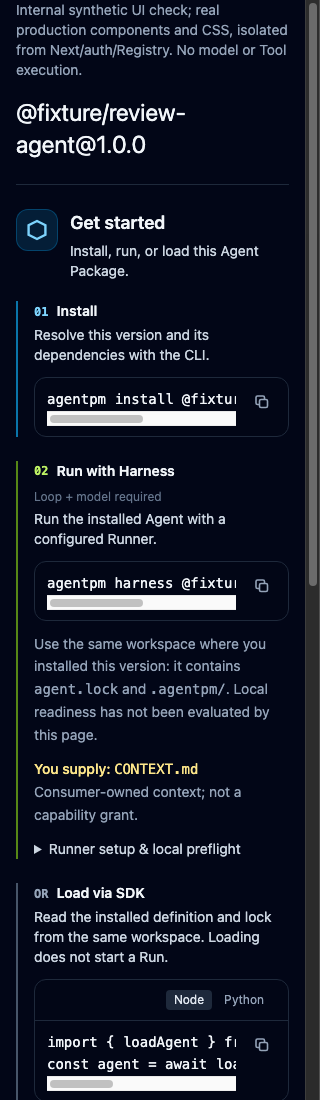 Internal synthetic UI check; real
production components and CSS, isolated
from Next/auth/Registry. No model or Tool
execution.
@fixture/review-
agent@1.0.0
Get started
Install, run, or load this Agent
Package.
01 Install
Resolve this version and its
dependencies with the CLI.
agentpm install @fixtur
02 Run with Harness
Loop + model required
Run the installed Agent with a
configured Runner.
agentpm harness @fixtur
Use the same workspace where you
installed this version: it contains
agent.lock and .agentpm/. Local
readiness has not been evaluated by
this page.
You supply: CONTEXT.md
Consumer-owned context; not a
capability grant.
▶ Runner setup & local preflight
OR Load via SDK
Read the installed definition and lock
from the same workspace. Loading
does not start a Run.
Node Python
import { loadAgent } fr
const agent = await loa